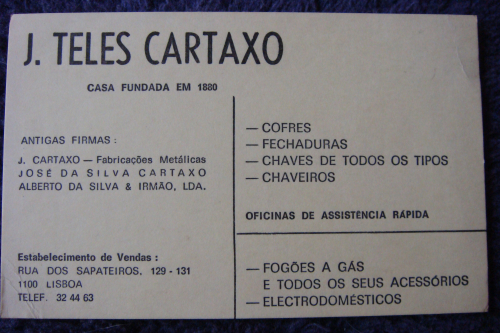 J. TELES CARTAXO
CASA FUNDADA EM 1880
ANTIGAS FIRMAS :
J. CARTAXO — Fabricações Metálicas
JOSÉ DA SILVA CARTAXO
ALBERTO DA SILVA & IRMÃO, LDA.
Estabelecimento de Vendas :
RUA DOS SAPATEIROS, 129 - 131
1100 LISBOA
TELEF. 32 44 63
— COFRES
— FECHADURAS
— CHAVES DE TODOS OS TIPOS
— CHAVEIROS
OFICINAS DE ASSISTÊNCIA RÁPIDA
— FOGÕES A GÁS
E TODOS OS SEUS ACESSÓRIOS
— ELECTRODOMÉSTICOS